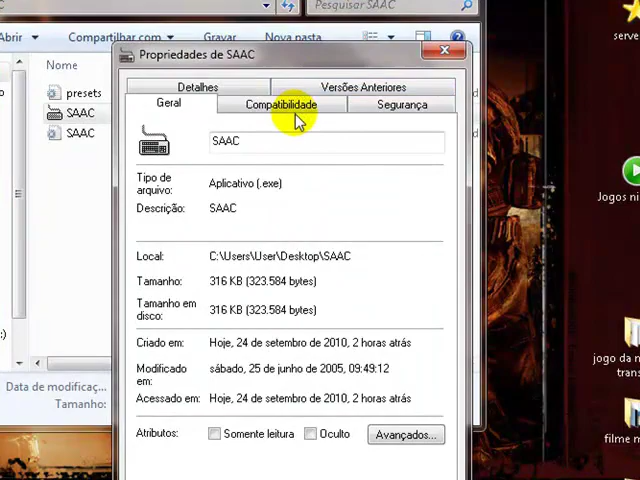 Pesquisar SAAC
Abrir
Compartilhar com
Gravar
Nova pasta
Propriedades de SAAC
Detalhes
Versões Anteriores
Geral
Compatibilidade
Segurança
Nome
presets
SAAC
SAAC
SAAC
Tipo de arquivo: Aplicativo (.exe)
Descrição: SAAC
Local: C:\Users\User\Desktop\SAAC
Tamanho: 316 KB (323.584 bytes)
Tamanho em disco: 316 KB (323.584 bytes)
Criado em: Hoje, 24 de setembro de 2010, 2 horas atrás
Modificado em: sábado, 25 de junho de 2005, 09:49:12
Acessado em: Hoje, 24 de setembro de 2010, 2 horas atrás
Atributos: Somente leitura Oculto Avançados...
Data de modificaç...
Tamanho:
serve
Jogos ni
jogo da m
trans
filme m